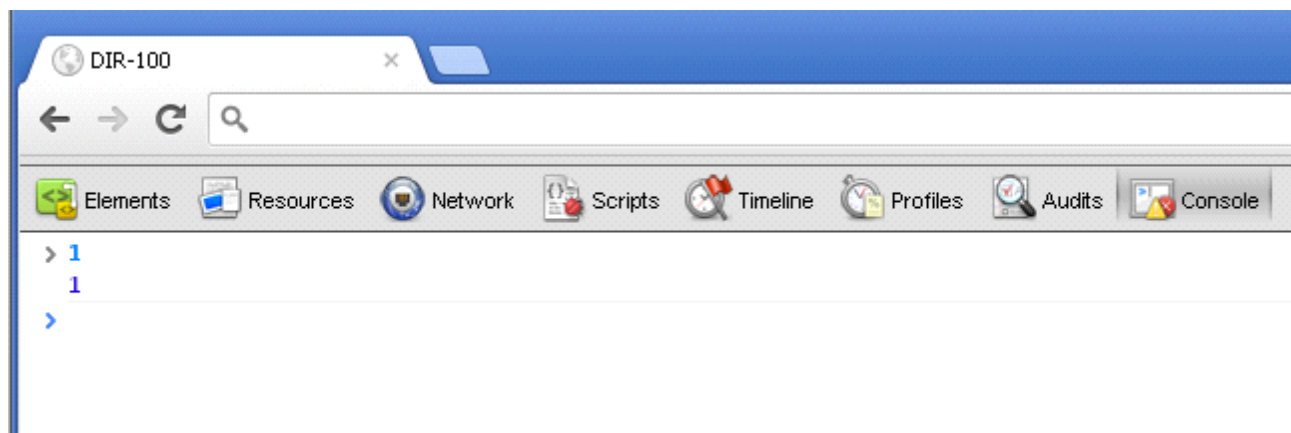 DIR-100
Elements Resources Network Scripts Timeline Profiles Audits Console
> 1
1
>